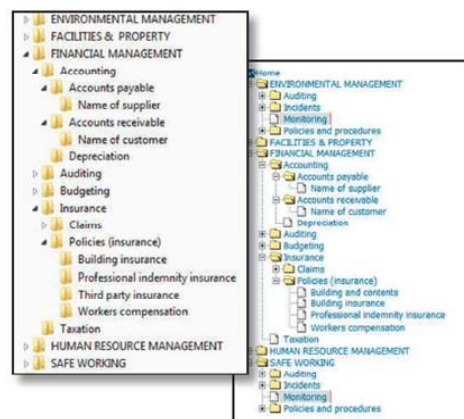 ENVIRONMENTAL MANAGEMENT
FACILITIES & PROPERTY
FINANCIAL MANAGEMENT
Accounting
Accounts payable
Name of supplier
Accounts receivable
Name of customer
Depreciation
Auditing
Budgeting
Insurance
Claims
Policies (insurance)
Building insurance
Professional indemnity insurance
Third party insurance
Workers compensation
Taxation
HUMAN RESOURCE MANAGEMENT
SAFE WORKING
Home
ENVIRONMENTAL MANAGEMENT
Auditing
Incidents
Monitoring
Policies and procedures
FACILITIES & PROPERTY
FINANCIAL MANAGEMENT
Accounting
Accounts payable
Name of supplier
Accounts receivable
Name of customer
Depreciation
Auditing
Budgeting
Insurance
Claims
Policies (insurance)
Building and contents
Building insurance
Professional indemnity insurance
Workers compensation
Taxation
HUMAN RESOURCE MANAGEMENT
SAFE WORKING
Auditing
Incidents
Monitoring
Policies and procedures